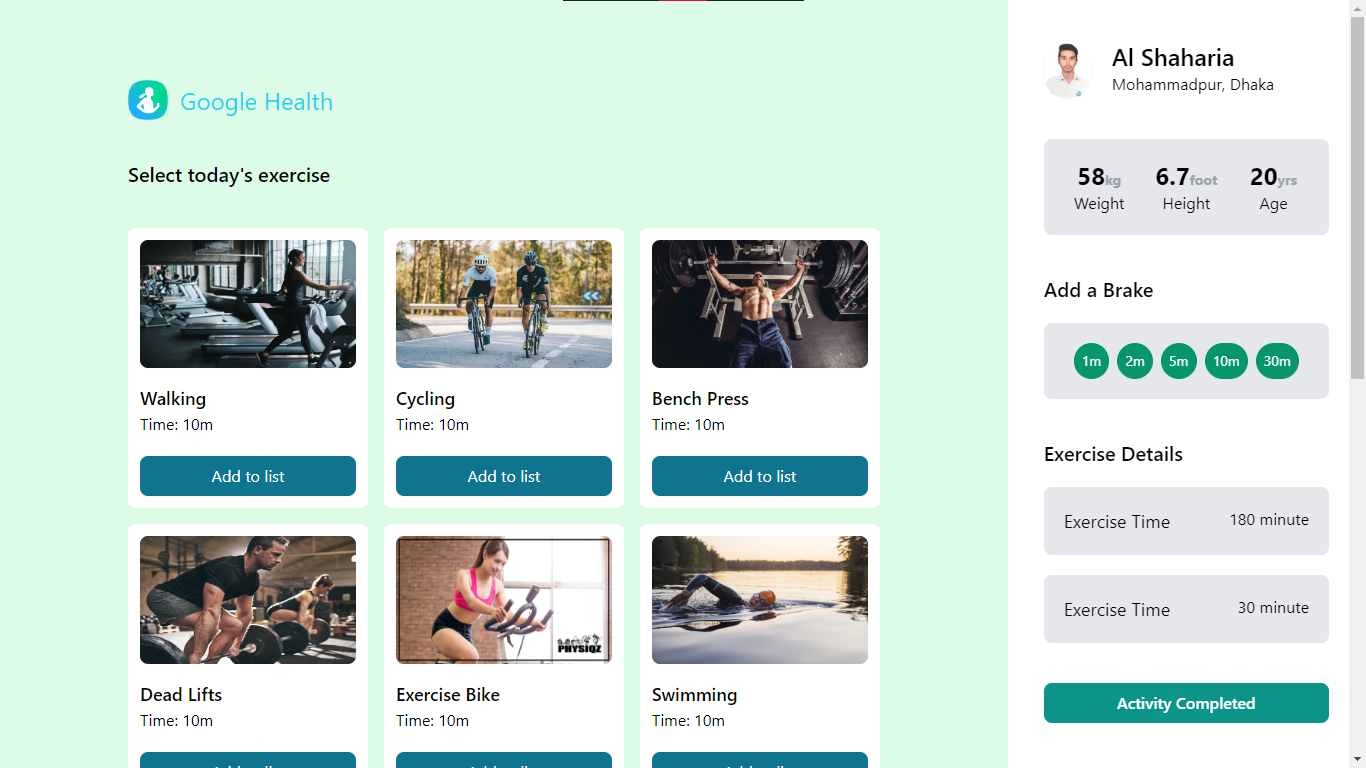 Google Health
Select today's exercise
Walking
Time: 10m
Add to list
Cycling
Time: 10m
Add to list
Bench Press
Time: 10m
Add to list
PHYSIQZ
Dead Lifts
Time: 10m
Exercise Bike
Time: 10m
Swimming
Time: 10m
Al Shaharia
Mohammadpur, Dhaka
58kg 6.7foot 20yrs
Weight Height Age
Add a Brake
1m 2m 5m 10m 30m
Exercise Details
Exercise Time 180 minute
Exercise Time 30 minute
Activity Completed